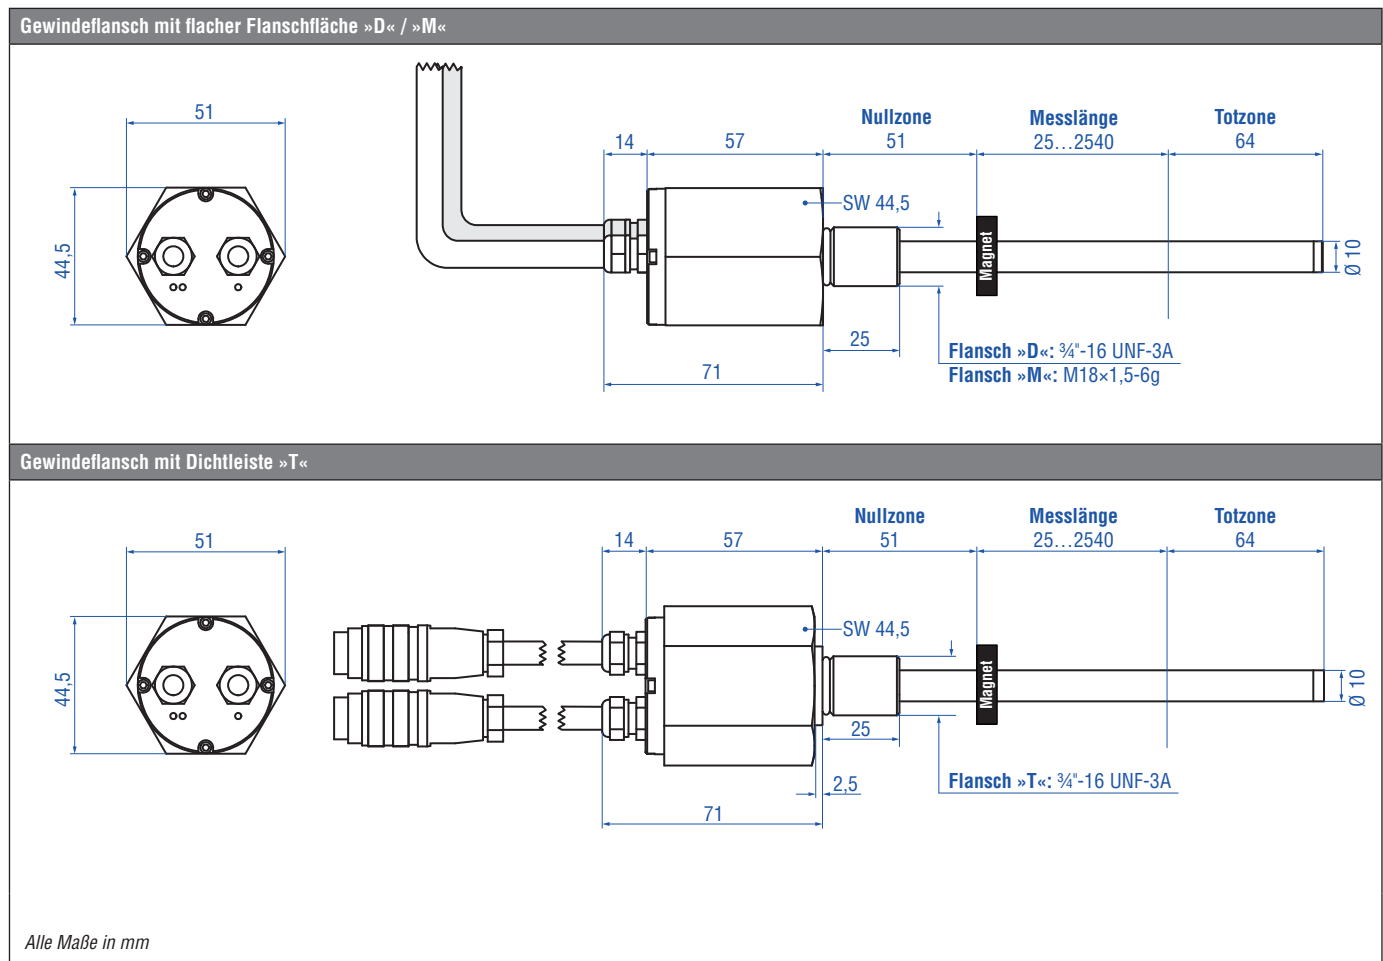 Gewindeflansch mit flacher Flanschfläche »D« / »M«
51
44,5
Nullzone
Messlänge
Totzone
14
57
51
25…2540
64
SW 44,5
Magnet
Ø 10
25
71
Flansch »D«: ¾"-16 UNF-3A
Flansch »M«: M18×1,5-6g
Gewindeflansch mit Dichtleiste »T«
51
44,5
Nullzone
Messlänge
Totzone
14
57
51
25…2540
64
SW 44,5
Magnet
Ø 10
25
2,5
71
Flansch »T«: ¾"-16 UNF-3A
Alle Maße in mm